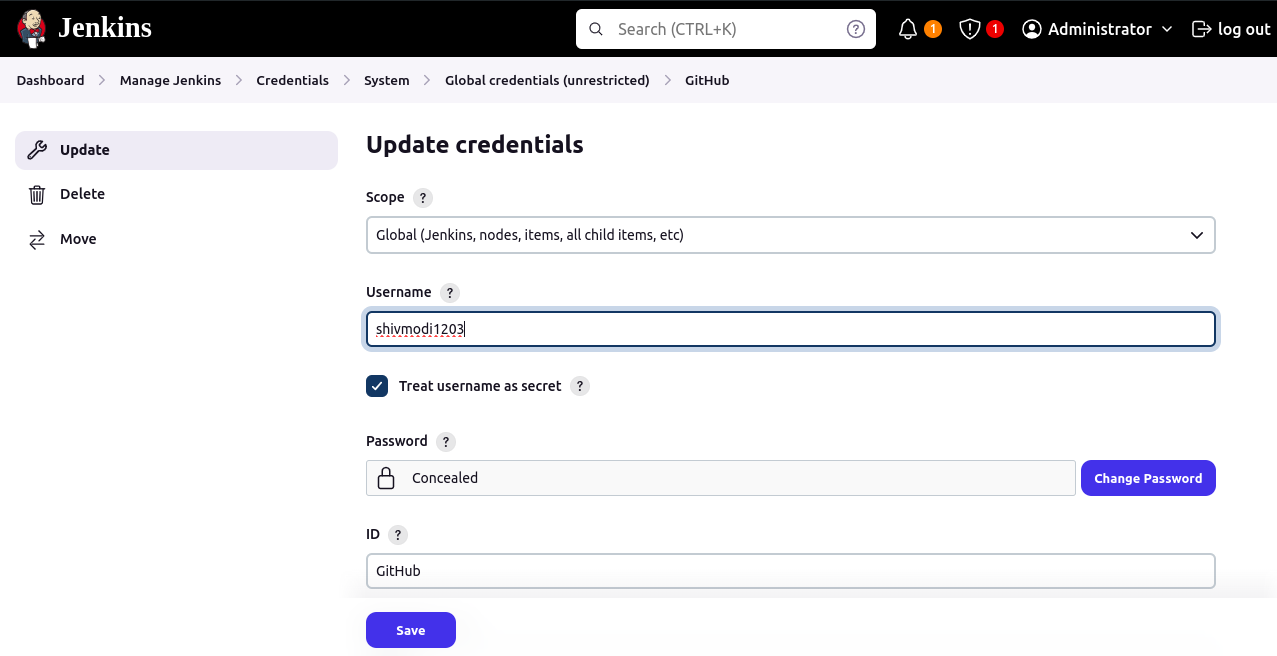 Jenkins
Search (CTRL+K) ?
1
1
Administrator
log out
Dashboard > Manage Jenkins > Credentials > System > Global credentials (unrestricted) > GitHub
Update
Delete
Move
Update credentials
Scope ?
Global (Jenkins, nodes, items, all child items, etc)
Username ?
shivmodi1203
Treat username as secret ?
Password ?
Concealed
Change Password
ID ?
GitHub
Save